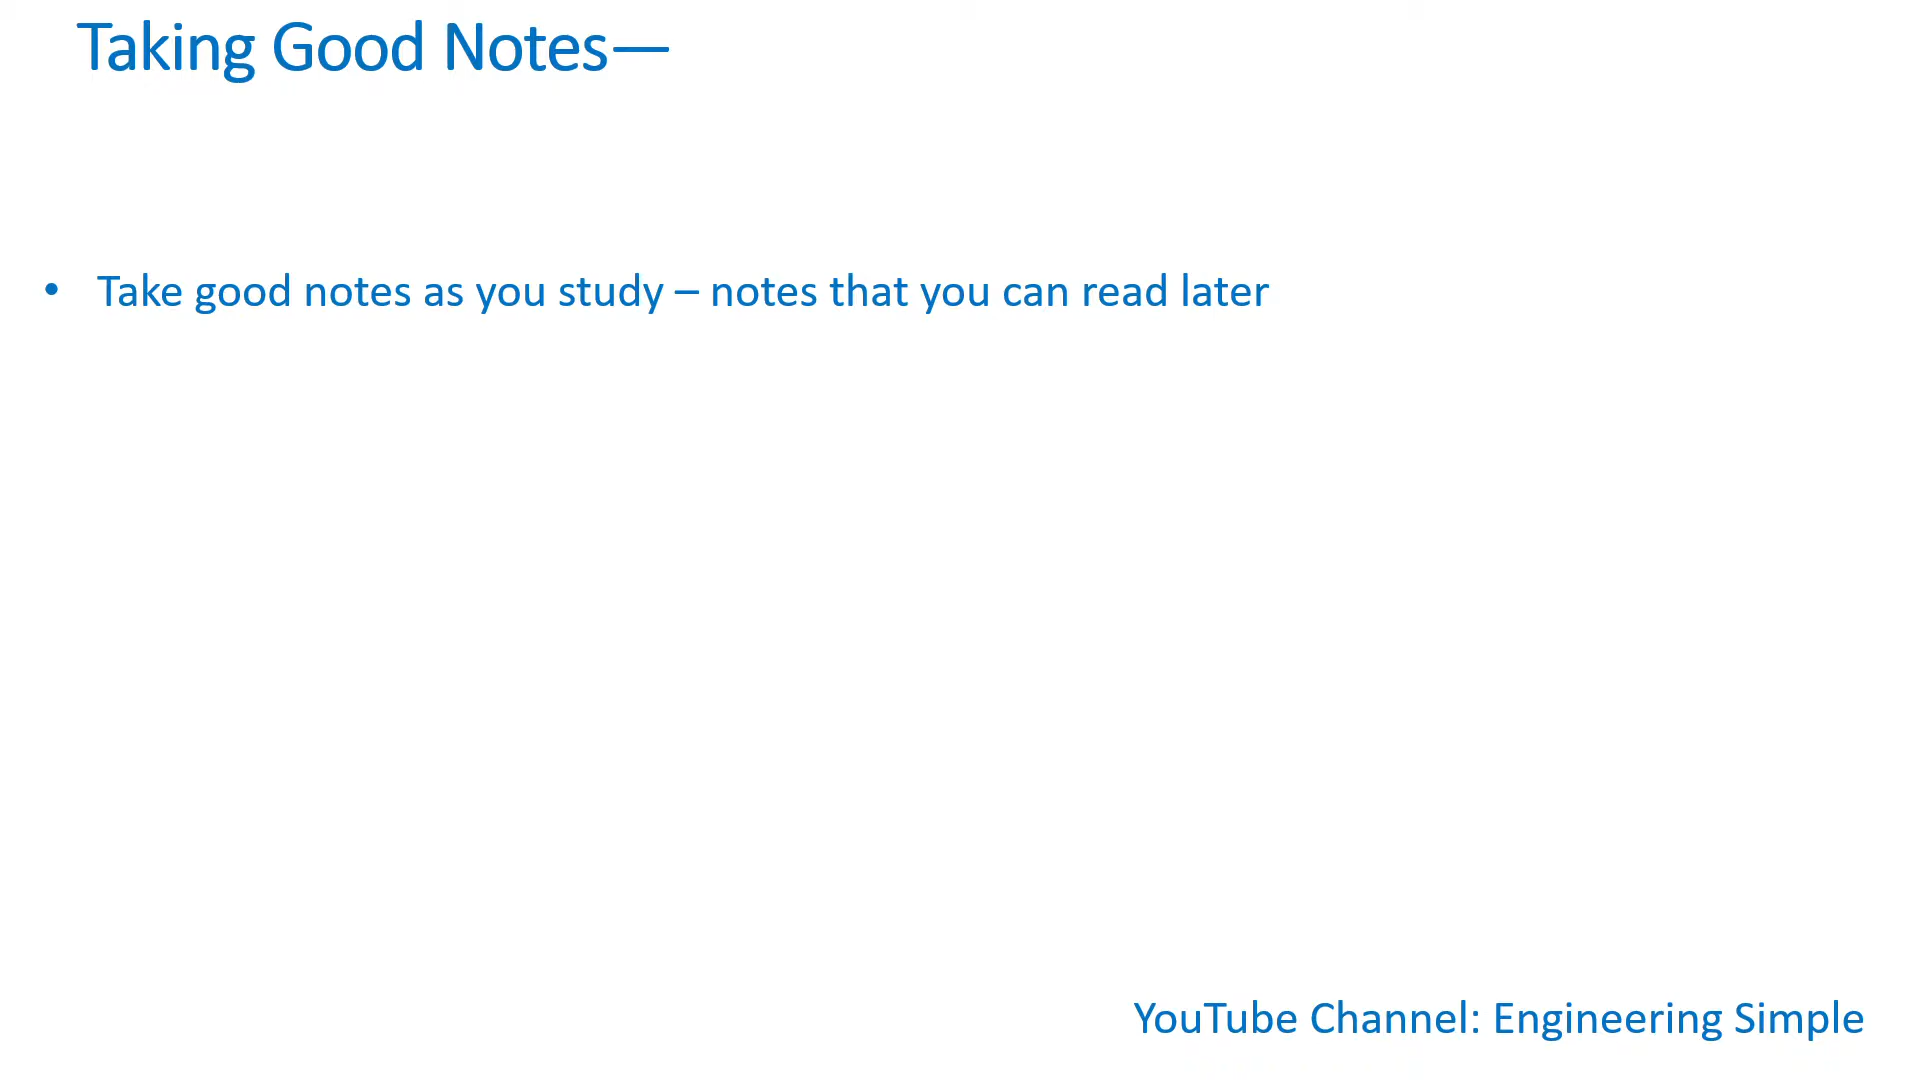 Taking Good Notes—
• Take good notes as you study – notes that you can read later
YouTube Channel: Engineering Simple